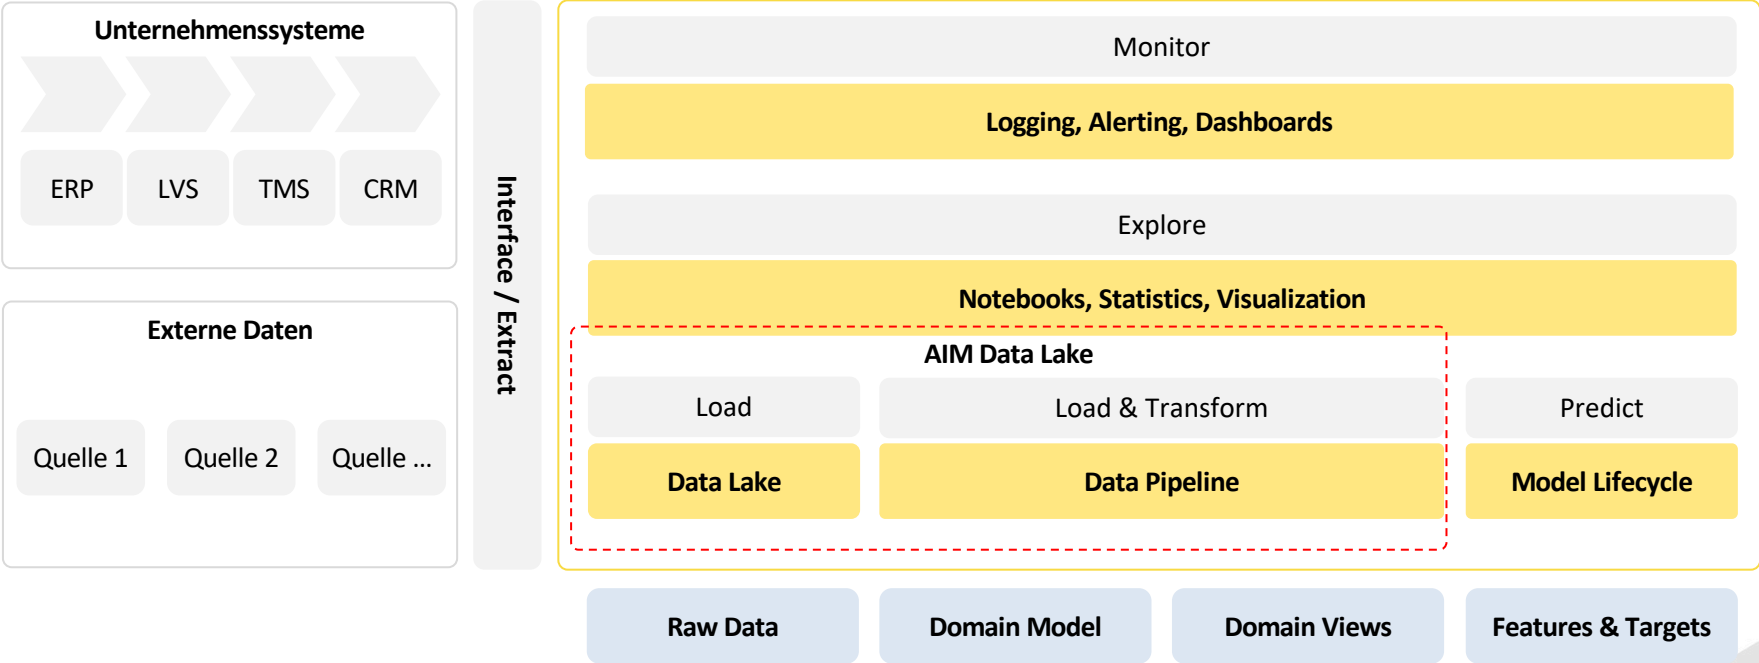 Unternehmenssysteme
ERP
LVS
TMS
CRM
Externe Daten
Quelle 1
Quelle 2
Quelle ...
Interface / Extract
Monitor
Logging, Alerting, Dashboards
Explore
Notebooks, Statistics, Visualization
AIM Data Lake
Load
Load & Transform
Predict
Data Lake
Data Pipeline
Model Lifecycle
Raw Data
Domain Model
Domain Views
Features & Targets